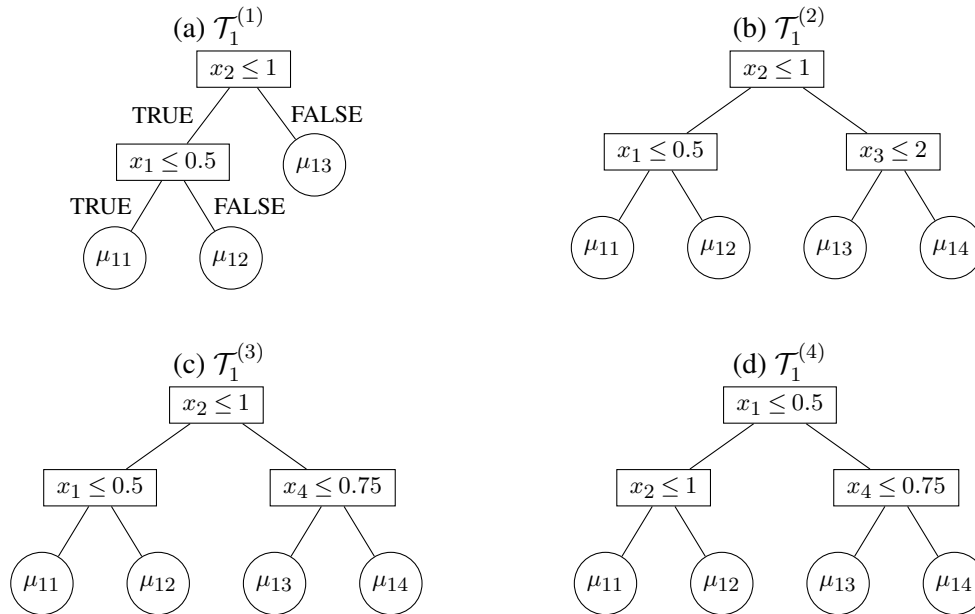 (a) 𝒯₁⁽¹⁾
x₂ ≤ 1
TRUE FALSE
x₁ ≤ 0.5 μ₁₃
TRUE FALSE
μ₁₁ μ₁₂
(b) 𝒯₁⁽²⁾
x₂ ≤ 1
x₁ ≤ 0.5 x₃ ≤ 2
μ₁₁ μ₁₂ μ₁₃ μ₁₄
(c) 𝒯₁⁽³⁾
x₂ ≤ 1
x₁ ≤ 0.5 x₄ ≤ 0.75
μ₁₁ μ₁₂ μ₁₃ μ₁₄
(d) 𝒯₁⁽⁴⁾
x₁ ≤ 0.5
x₂ ≤ 1 x₄ ≤ 0.75
μ₁₁ μ₁₂ μ₁₃ μ₁₄